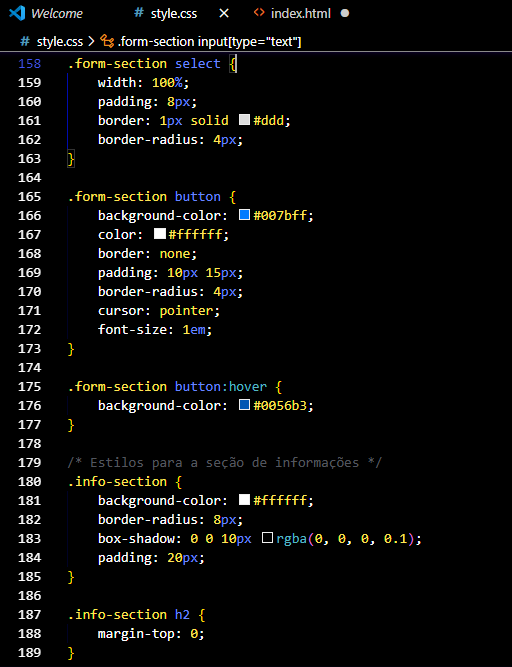 Welcome # style.css × <> index.html
# style.css > .form-section input[type="text"]
158 .form-section select {
159 width: 100%;
160 padding: 8px;
161 border: 1px solid #ddd;
162 border-radius: 4px;
163 }
164
165 .form-section button {
166 background-color: #007bff;
167 color: #ffffff;
168 border: none;
169 padding: 10px 15px;
170 border-radius: 4px;
171 cursor: pointer;
172 font-size: 1em;
173 }
174
175 .form-section button:hover {
176 background-color: #0056b3;
177 }
178
179 /* Estilos para a seção de informações */
180 .info-section {
181 background-color: #ffffff;
182 border-radius: 8px;
183 box-shadow: 0 0 10px rgba(0, 0, 0, 0.1);
184 padding: 20px;
185 }
186
187 .info-section h2 {
188 margin-top: 0;
189 }